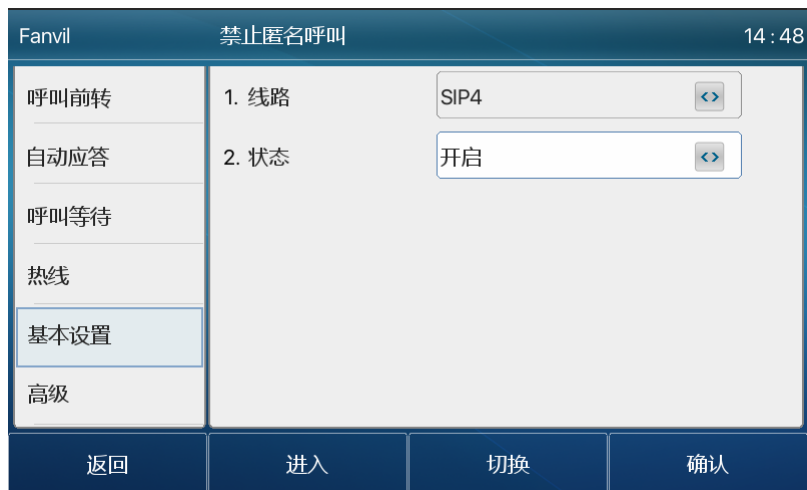 Fanvil 禁止匿名呼叫 14:48
呼叫前转
1. 线路 SIP4
自动应答
2. 状态 开启
呼叫等待
热线
基本设置
高级
返回 进入 切换 确认